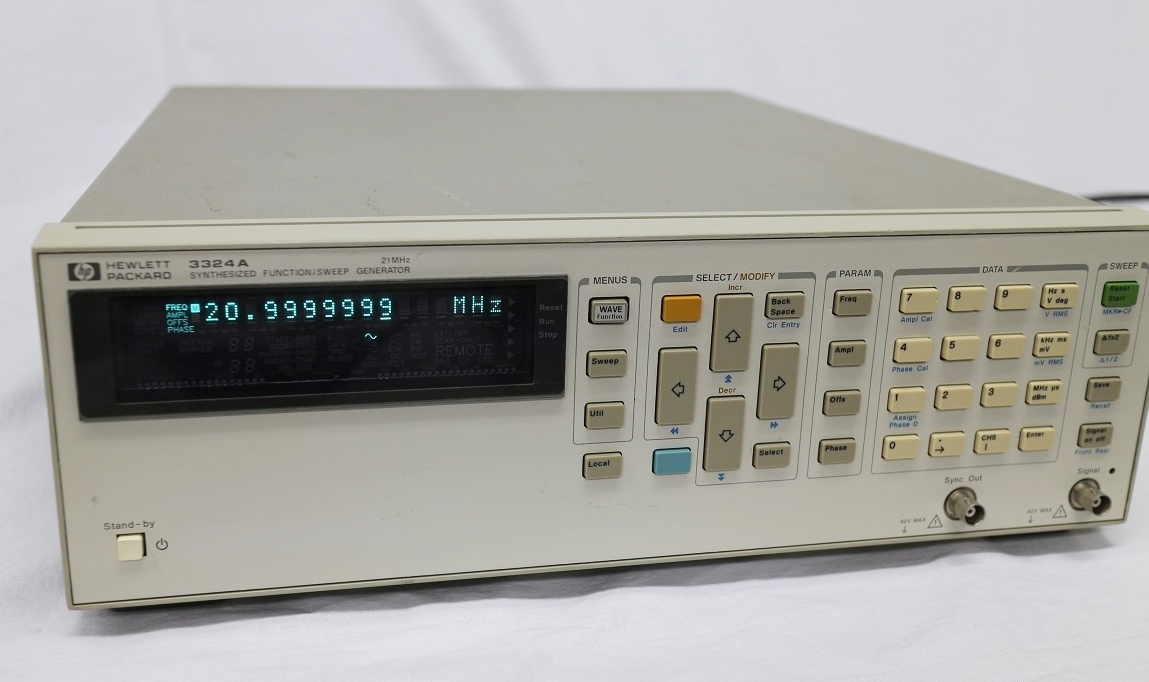 hp HEWLETT PACKARD
3324A
21MHz
SYNTHESIZED FUNCTION/SWEEP GENERATOR
FREQ
AMPL
OFFS
PHASE
20.9999999 MHz
~
REMOTE
Reset
Run
Stop
Stand-by
MENUS
WAVE
Function
Sweep
Util
Local
SELECT/MODIFY
Incr
Edit
Back
Space
Clr Entry
Decr
Select
PARAM
Freq
Ampl
Offs
Phase
DATA
7
8
9
Hz s
V deg
Ampl Cal
V RMS
4
5
6
kHz ms
mV
Phase Cal
mV RMS
1
2
3
MHz µs
dBm
Assign
Phase 0
0
.
→
CHS
Enter
SWEEP
Reset
Start
MKR▶CF
Δfx2
Δf/2
Save
Recall
Signal
on off
Front Rear
Sync Out
42V MAX
Signal
42V MAX